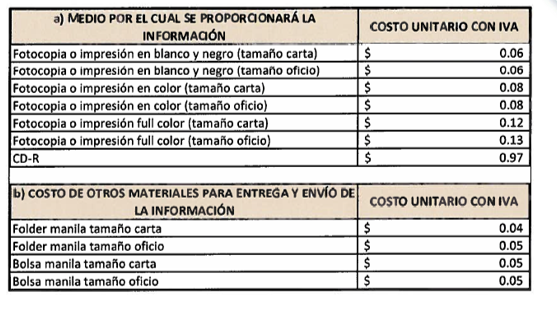 a) MEDIO POR EL CUAL SE PROPORCIONARÁ LA
INFORMACIÓN
COSTO UNITARIO CON IVA
Fotocopia o impresión en blanco y negro (tamaño carta) $ 0.06
Fotocopia o impresión en blanco y negro (tamaño oficio) $ 0.06
Fotocopia o impresión en color (tamaño carta) $ 0.08
Fotocopia o impresión en color (tamaño oficio) $ 0.08
Fotocopia o impresión full color (tamaño carta) $ 0.12
Fotocopia o impresión full color (tamaño oficio) $ 0.13
CD-R $ 0.97
b) COSTO DE OTROS MATERIALES PARA ENTREGA Y ENVÍO DE
LA INFORMACIÓN
COSTO UNITARIO CON IVA
Folder manila tamaño carta $ 0.04
Folder manila tamaño oficio $ 0.05
Bolsa manila tamaño carta $ 0.05
Bolsa manila tamaño oficio $ 0.05